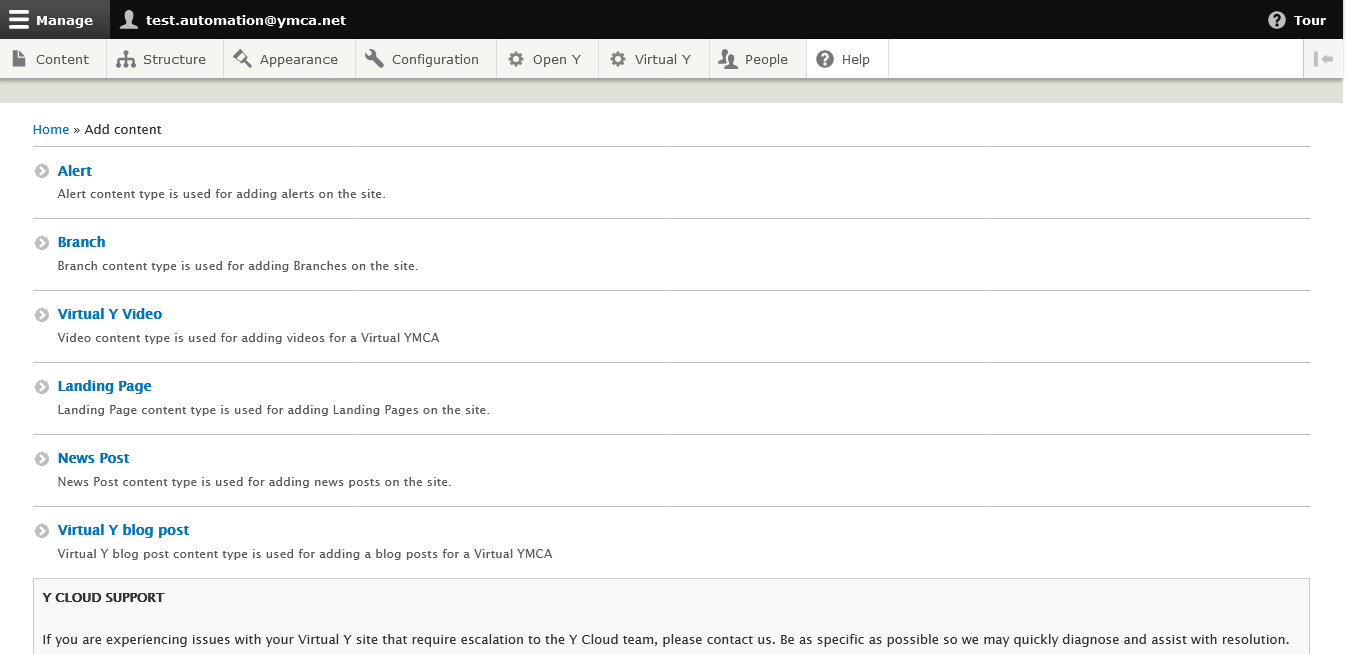 Manage test.automation@ymca.net Tour
Content Structure Appearance Configuration Open Y Virtual Y People Help
Home » Add content
Alert
Alert content type is used for adding alerts on the site.
Branch
Branch content type is used for adding Branches on the site.
Virtual Y Video
Video content type is used for adding videos for a Virtual YMCA
Landing Page
Landing Page content type is used for adding Landing Pages on the site.
News Post
News Post content type is used for adding news posts on the site.
Virtual Y blog post
Virtual Y blog post content type is used for adding a blog posts for a Virtual YMCA
Y CLOUD SUPPORT
If you are experiencing issues with your Virtual Y site that require escalation to the Y Cloud team, please contact us. Be as specific as possible so we may quickly diagnose and assist with resolution.